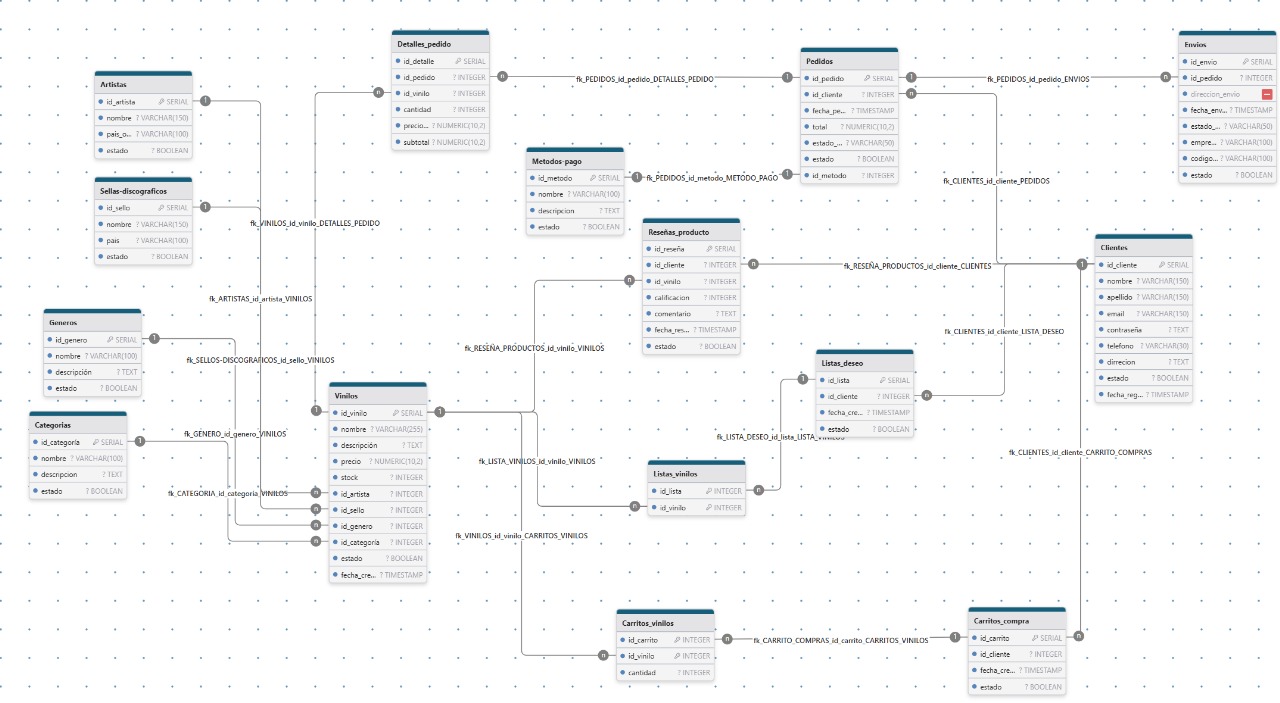 Detalles_pedido
id_detalle SERIAL
id_pedido ? INTEGER
id_vinilo ? INTEGER
cantidad ? INTEGER
precio... ? NUMERIC(10,2)
subtotal ? NUMERIC(10,2)
Artistas
id_artista SERIAL
nombre ? VARCHAR(150)
pais_o... ? VARCHAR(100)
estado ? BOOLEAN
Sellas-discograficos
id_sello SERIAL
nombre ? VARCHAR(150)
pais ? VARCHAR(100)
estado ? BOOLEAN
Generos
id_genero SERIAL
nombre ? VARCHAR(100)
descripción ? TEXT
estado ? BOOLEAN
Categorias
id_categoría SERIAL
nombre ? VARCHAR(100)
descripcion ? TEXT
estado ? BOOLEAN
Vinilos
id_vinilo SERIAL
nombre ? VARCHAR(255)
descripción ? TEXT
precio ? NUMERIC(10,2)
stock ? INTEGER
id_artista ? INTEGER
id_sello ? INTEGER
id_genero ? INTEGER
id_categoría ? INTEGER
estado ? BOOLEAN
fecha_cre... ? TIMESTAMP
Metodos-pago
id_metodo SERIAL
nombre ? VARCHAR(100)
descripcion ? TEXT
estado ? BOOLEAN
Pedidos
id_pedido SERIAL
id_cliente ? INTEGER
fecha_pe... ? TIMESTAMP
total ? NUMERIC(10,2)
estado_... ? VARCHAR(50)
estado ? BOOLEAN
id_metodo ? INTEGER
Envios
id_envio SERIAL
id_pedido ? INTEGER
direccion_envio
fecha_env... ? TIMESTAMP
estado_... ? VARCHAR(50)
empre... ? VARCHAR(100)
codigo... ? VARCHAR(100)
estado ? BOOLEAN
Reseñas_producto
id_reseña SERIAL
id_cliente ? INTEGER
id_vinilo ? INTEGER
calificacion ? INTEGER
comentario ? TEXT
fecha_res... ? TIMESTAMP
estado ? BOOLEAN
Clientes
id_cliente SERIAL
nombre ? VARCHAR(150)
apellido ? VARCHAR(150)
email ? VARCHAR(150)
contraseña ? TEXT
telefono ? VARCHAR(30)
dirrecion ? TEXT
estado ? BOOLEAN
fecha_reg... ? TIMESTAMP
Listas_deseo
id_lista SERIAL
id_cliente ? INTEGER
fecha_cre... ? TIMESTAMP
estado ? BOOLEAN
Listas_vinilos
id_lista INTEGER
id_vinilo INTEGER
Carritos_vinilos
id_carrito INTEGER
id_vinilo INTEGER
cantidad ? INTEGER
Carritos_compra
id_carrito SERIAL
id_cliente ? INTEGER
fecha_cre... ? TIMESTAMP
estado ? BOOLEAN
fk_PEDIDOS_id_pedido_DETALLES_PEDIDO
fk_PEDIDOS_id_pedido_ENVIOS
fk_PEDIDOS_id_metodo_METODO_PAGO
fk_CLIENTES_id_cliente_PEDIDOS
fk_VINILOS_id_vinilo_DETALLES_PEDIDO
fk_RESEÑA_PRODUCTOS_id_cliente_CLIENTES
fk_ARTISTAS_id_artista_VINILOS
fk_CLIENTES_id_cliente_LISTA_DESEO
fk_RESEÑA_PRODUCTOS_id_vinilo_VINILOS
fk_SELLOS-DISCOGRAFICOS_id_sello_VINILOS
fk_GENERO_id_genero_VINILOS
fk_LISTA_DESEO_id_lista_LISTA_VINILOS
fk_CLIENTES_id_cliente_CARRITO_COMPRAS
fk_LISTA_VINILOS_id_vinilo_VINILOS
fk_CATEGORIA_id_categoria_VINILOS
fk_VINILOS_id_vinilo_CARRITOS_VINILOS
fk_CARRITO_COMPRAS_id_carrito_CARRITOS_VINILOS